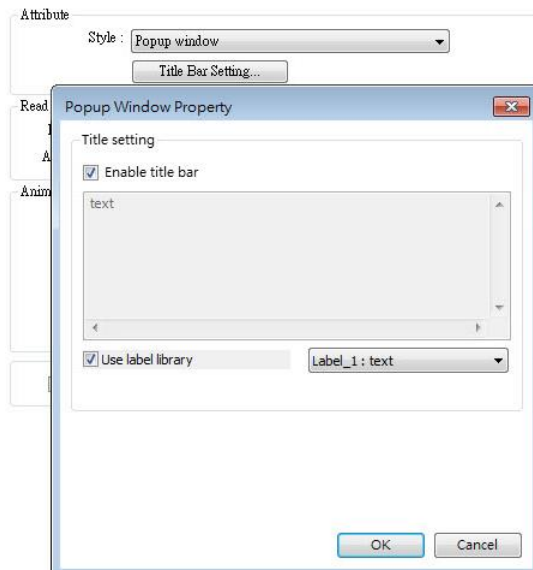 Attribute
Style : Popup window
Title Bar Setting...
Read
Popup Window Property
Title setting
A
Enable title bar
Anim
text
Use label library Label_1 : text
OK Cancel